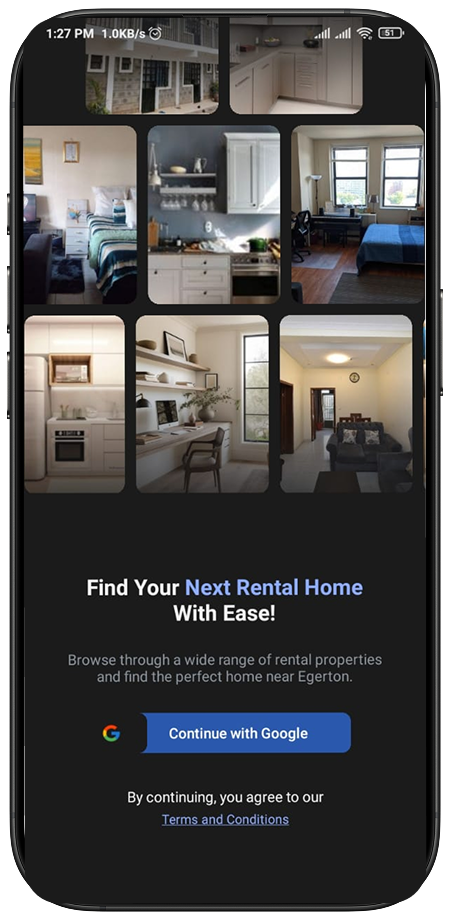 1:27 PM 1.0KB/s 51
Find Your Next Rental Home
With Ease!
Browse through a wide range of rental properties
and find the perfect home near Egerton.
Continue with Google
By continuing, you agree to our
Terms and Conditions